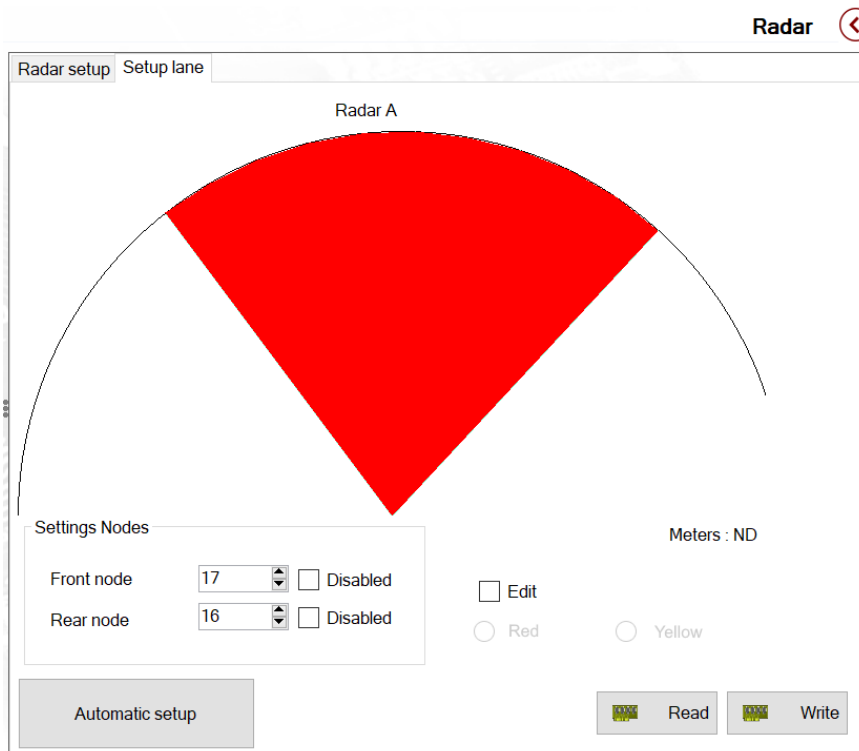 Radar
Radar setup
Setup lane
Radar A
Settings Nodes
Meters : ND
Front node 17 Disabled
Edit
Rear node 16 Disabled
Red Yellow
Automatic setup
Read
Write